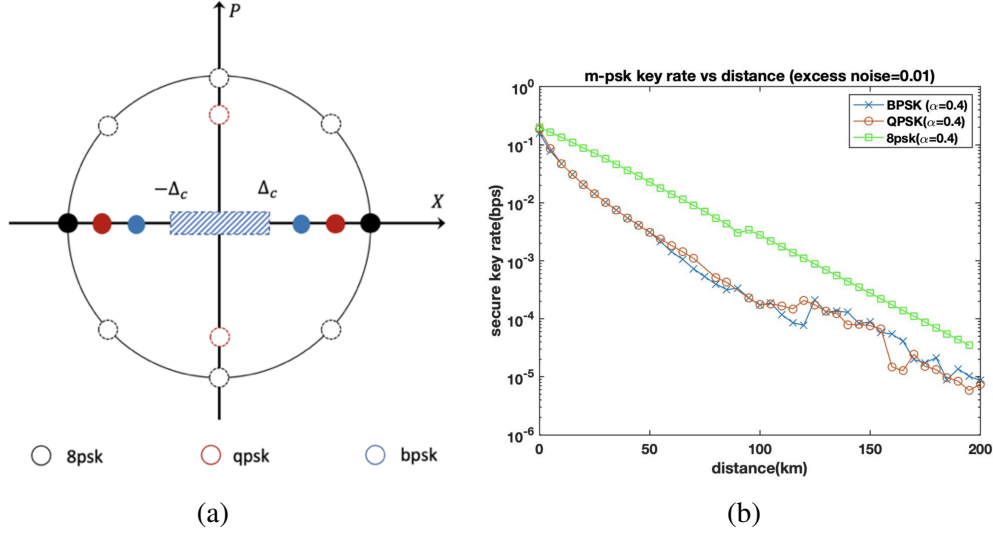 P
X
−Δc
Δc
8psk
qpsk
bpsk
(a)
m-psk key rate vs distance (excess noise=0.01)
BPSK (α=0.4)
QPSK(α=0.4)
8psk(α=0.4)
secure key rate(bps)
10^0
10^-1
10^-2
10^-3
10^-4
10^-5
10^-6
0 50 100 150 200
distance(km)
(b)